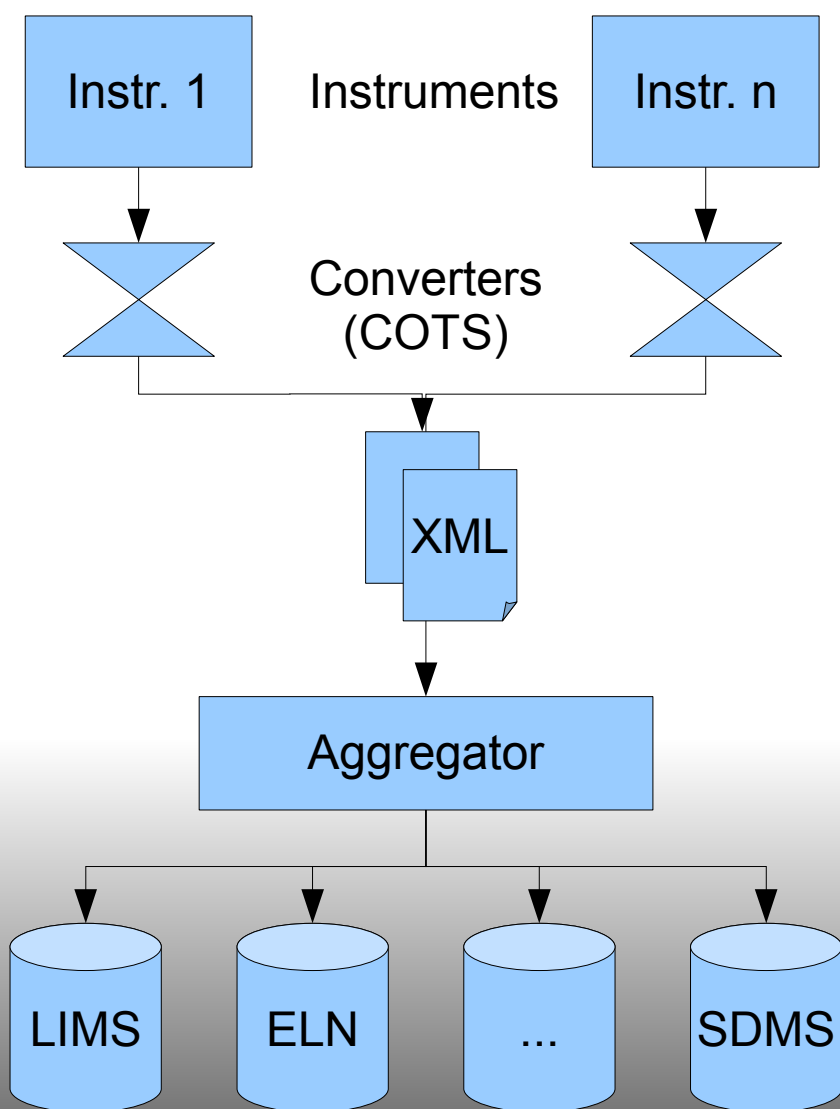 Instr. 1
Instruments
Instr. n
Converters
(COTS)
XML
Aggregator
LIMS
ELN
...
SDMS